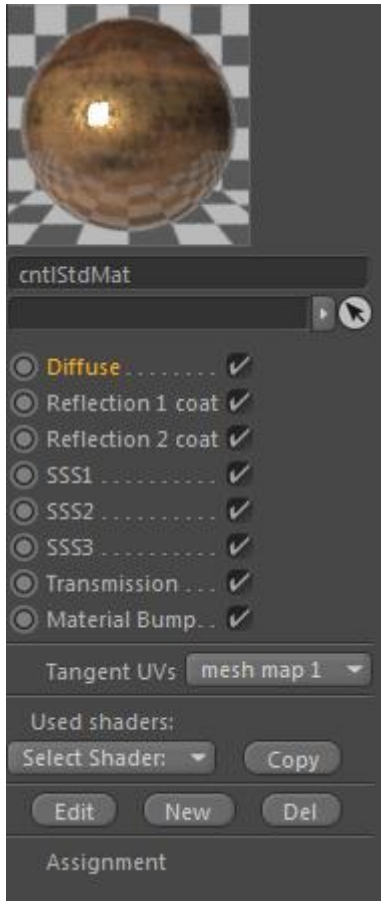 cntlStdMat
Diffuse . . . . . . . .
Reflection 1 coat
Reflection 2 coat
SSS1 . . . . . . . . . .
SSS2 . . . . . . . . . .
SSS3 . . . . . . . . . .
Transmission . . .
Material Bump. .
Tangent UVs mesh map 1
Used shaders:
Select Shader: Copy
Edit New Del
Assignment